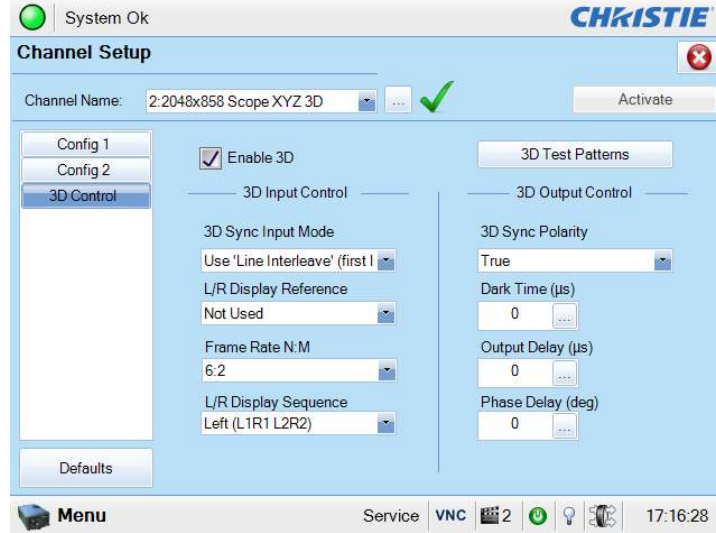 System Ok
CHRISTIE
Channel Setup
Channel Name: 2:2048x858 Scope XYZ 3D ... Activate
Config 1
Config 2
3D Control
Defaults
Enable 3D
3D Input Control
3D Sync Input Mode
Use 'Line Interleave' (first l
L/R Display Reference
Not Used
Frame Rate N:M
6:2
L/R Display Sequence
Left (L1R1 L2R2)
3D Test Patterns
3D Output Control
3D Sync Polarity
True
Dark Time (µs)
0 ...
Output Delay (µs)
0 ...
Phase Delay (deg)
0 ...
Menu Service VNC 2 17:16:28